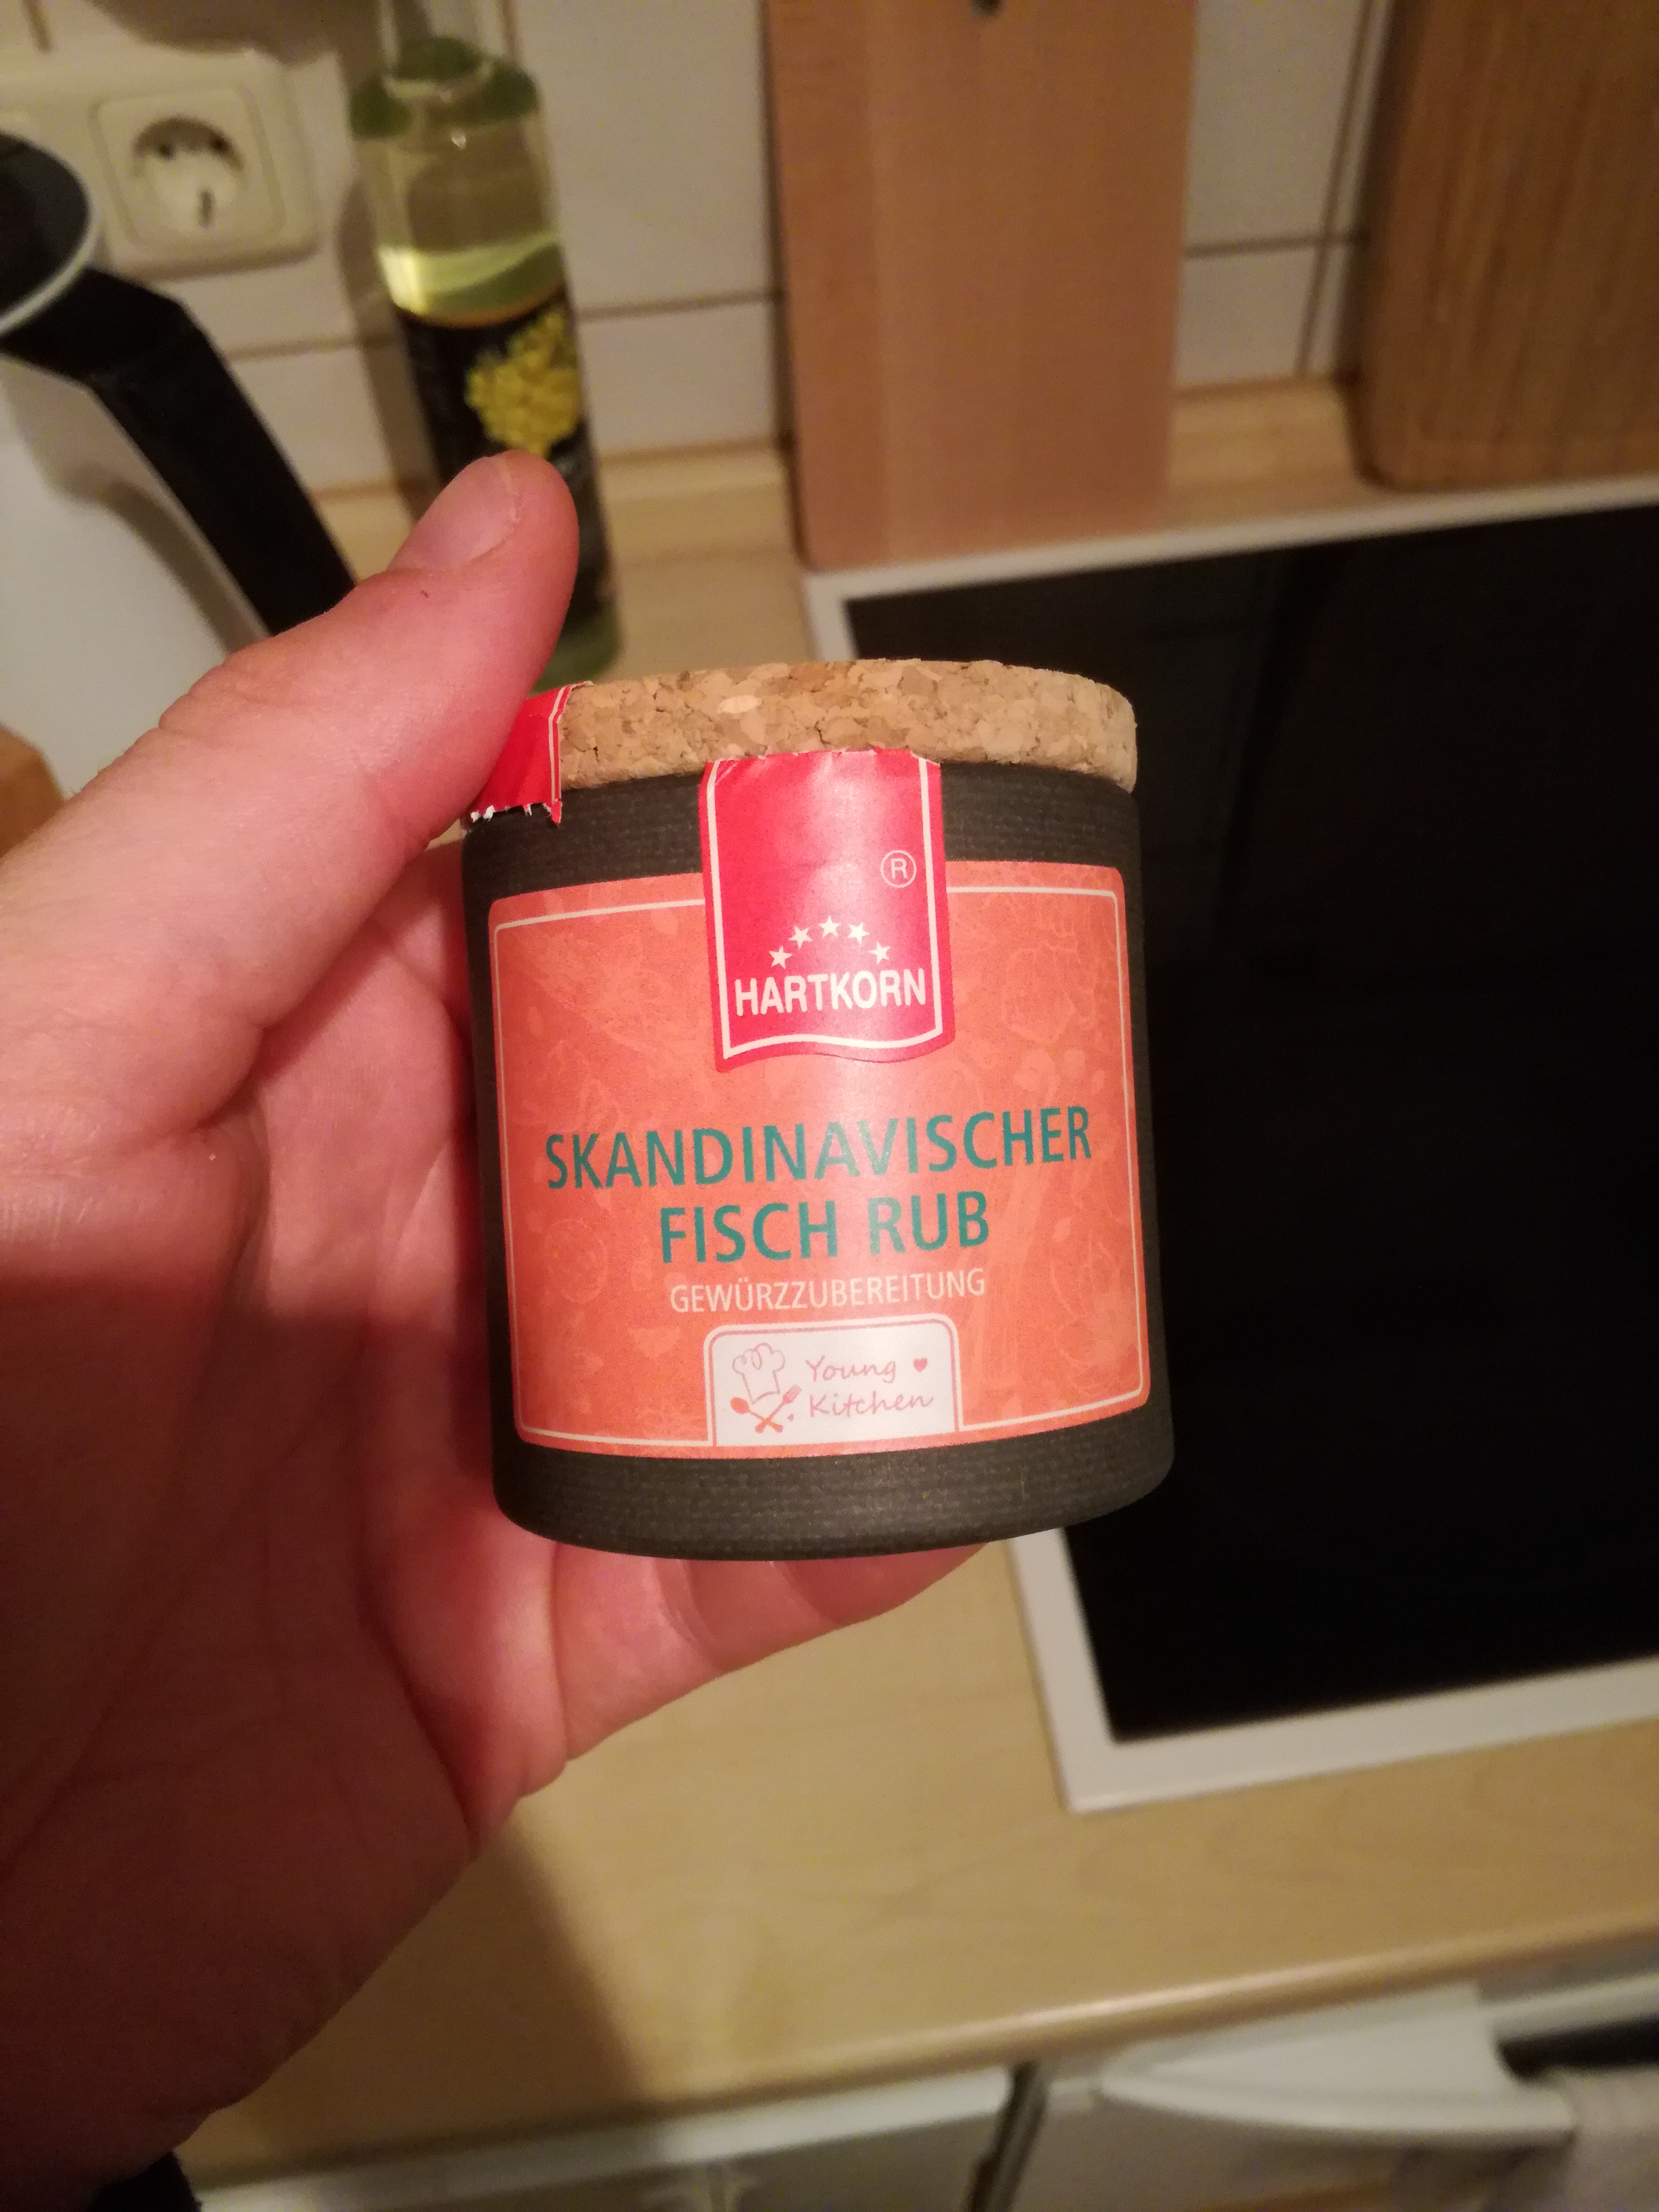 ®
HARTKORN
SKANDINAVISCHER
FISCH RUB
GEWÜRZZUBEREITUNG
Young
Kitchen